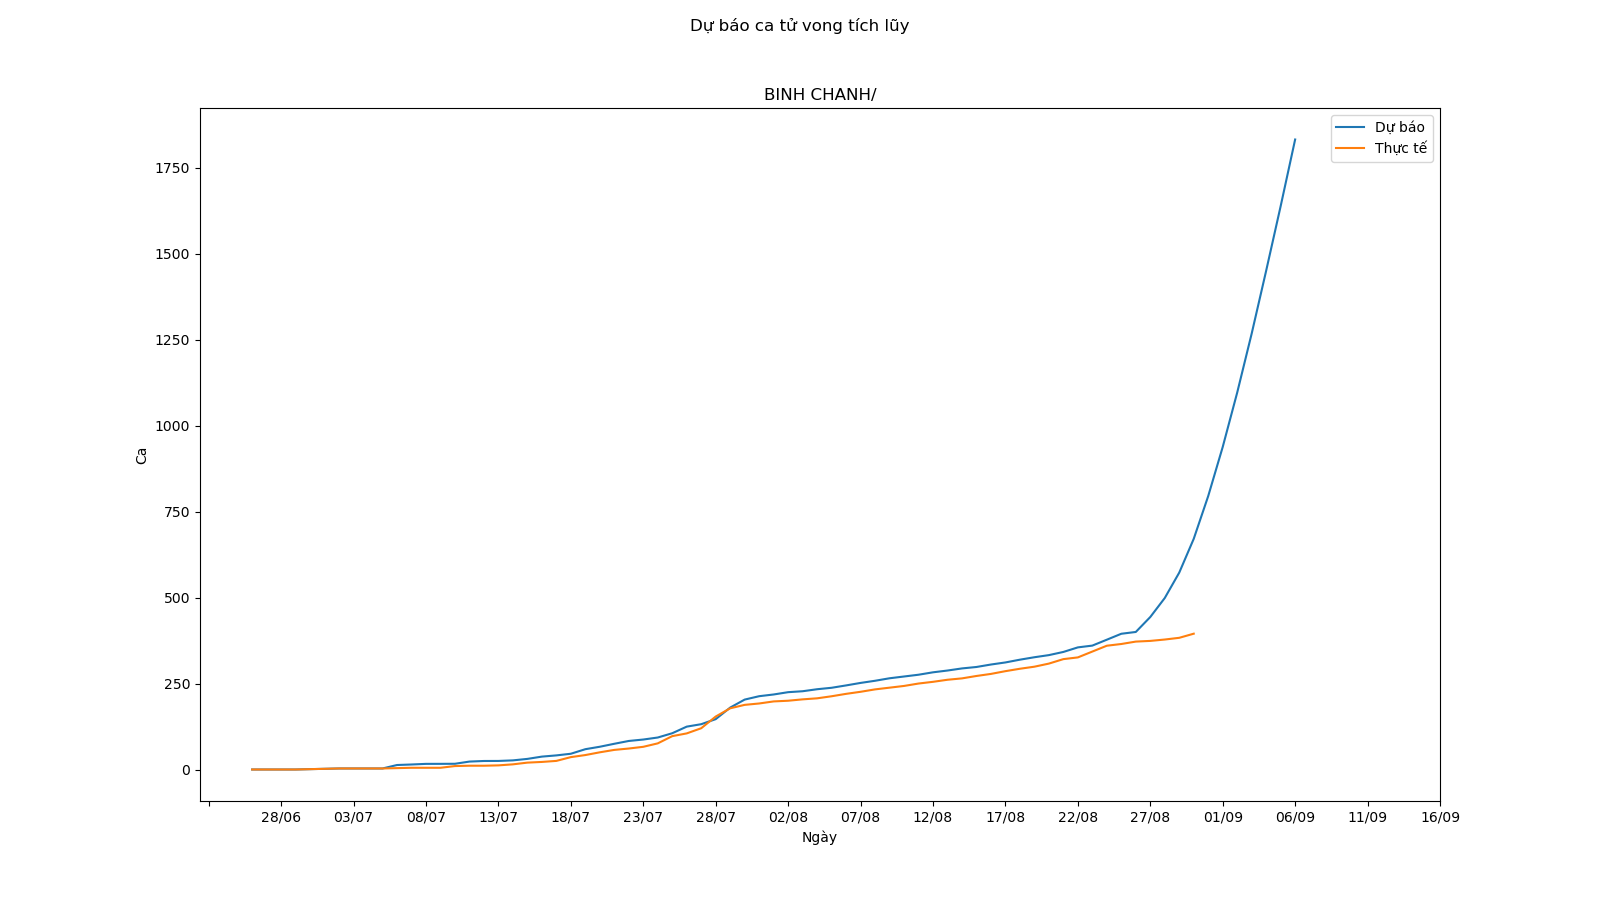 Dự báo ca tử vong tích lũy
BINH CHANH/
Dự báo
Thực tế
1750
1500
1250
1000
750
500
250
0
Ca
28/06 03/07 08/07 13/07 18/07 23/07 28/07 02/08 07/08 12/08 17/08 22/08 27/08 01/09 06/09 11/09 16/09
Ngày